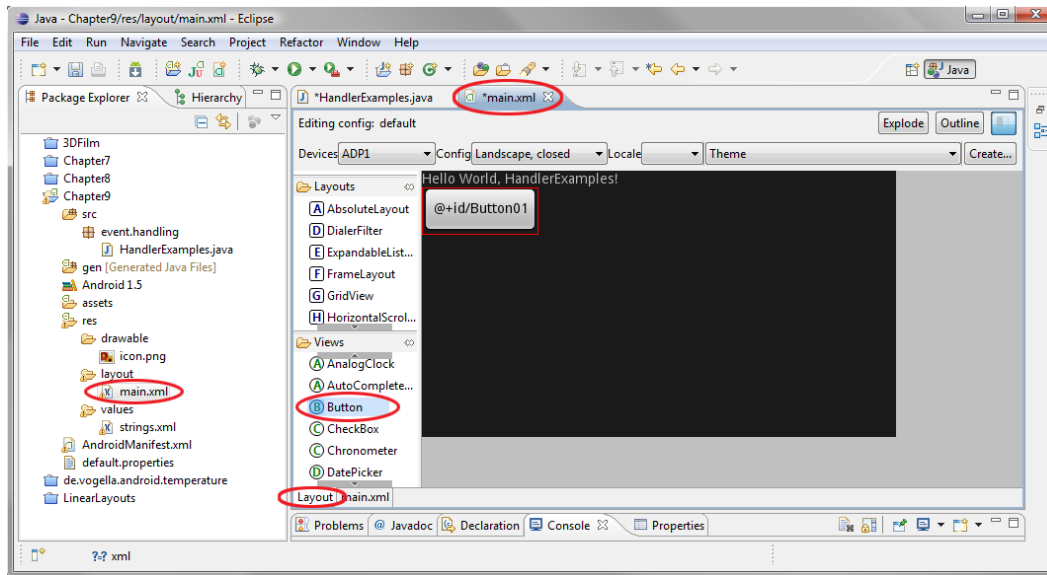 Java - Chapter9/res/layout/main.xml - Eclipse
File Edit Run Navigate Search Project Refactor Window Help
Java
Package Explorer Hierarchy
3DFilm
Chapter7
Chapter8
Chapter9
src
event.handling
HandlerExamples.java
gen [Generated Java Files]
Android 1.5
assets
res
drawable
icon.png
layout
main.xml
values
strings.xml
AndroidManifest.xml
default.properties
de.vogella.android.temperature
LinearLayouts
*HandlerExamples.java *main.xml
Editing config: default Explode Outline
Devices ADP1 Config Landscape, closed Locale Theme Create...
Layouts
A AbsoluteLayout
D DialerFilter
E ExpandableList...
F FrameLayout
G GridView
H HorizontalScrol...
Views
A AnalogClock
A AutoComplete...
B Button
C CheckBox
C Chronometer
D DatePicker
Hello World, HandlerExamples!
@+id/Button01
Layout main.xml
Problems @ Javadoc Declaration Console Properties
xml